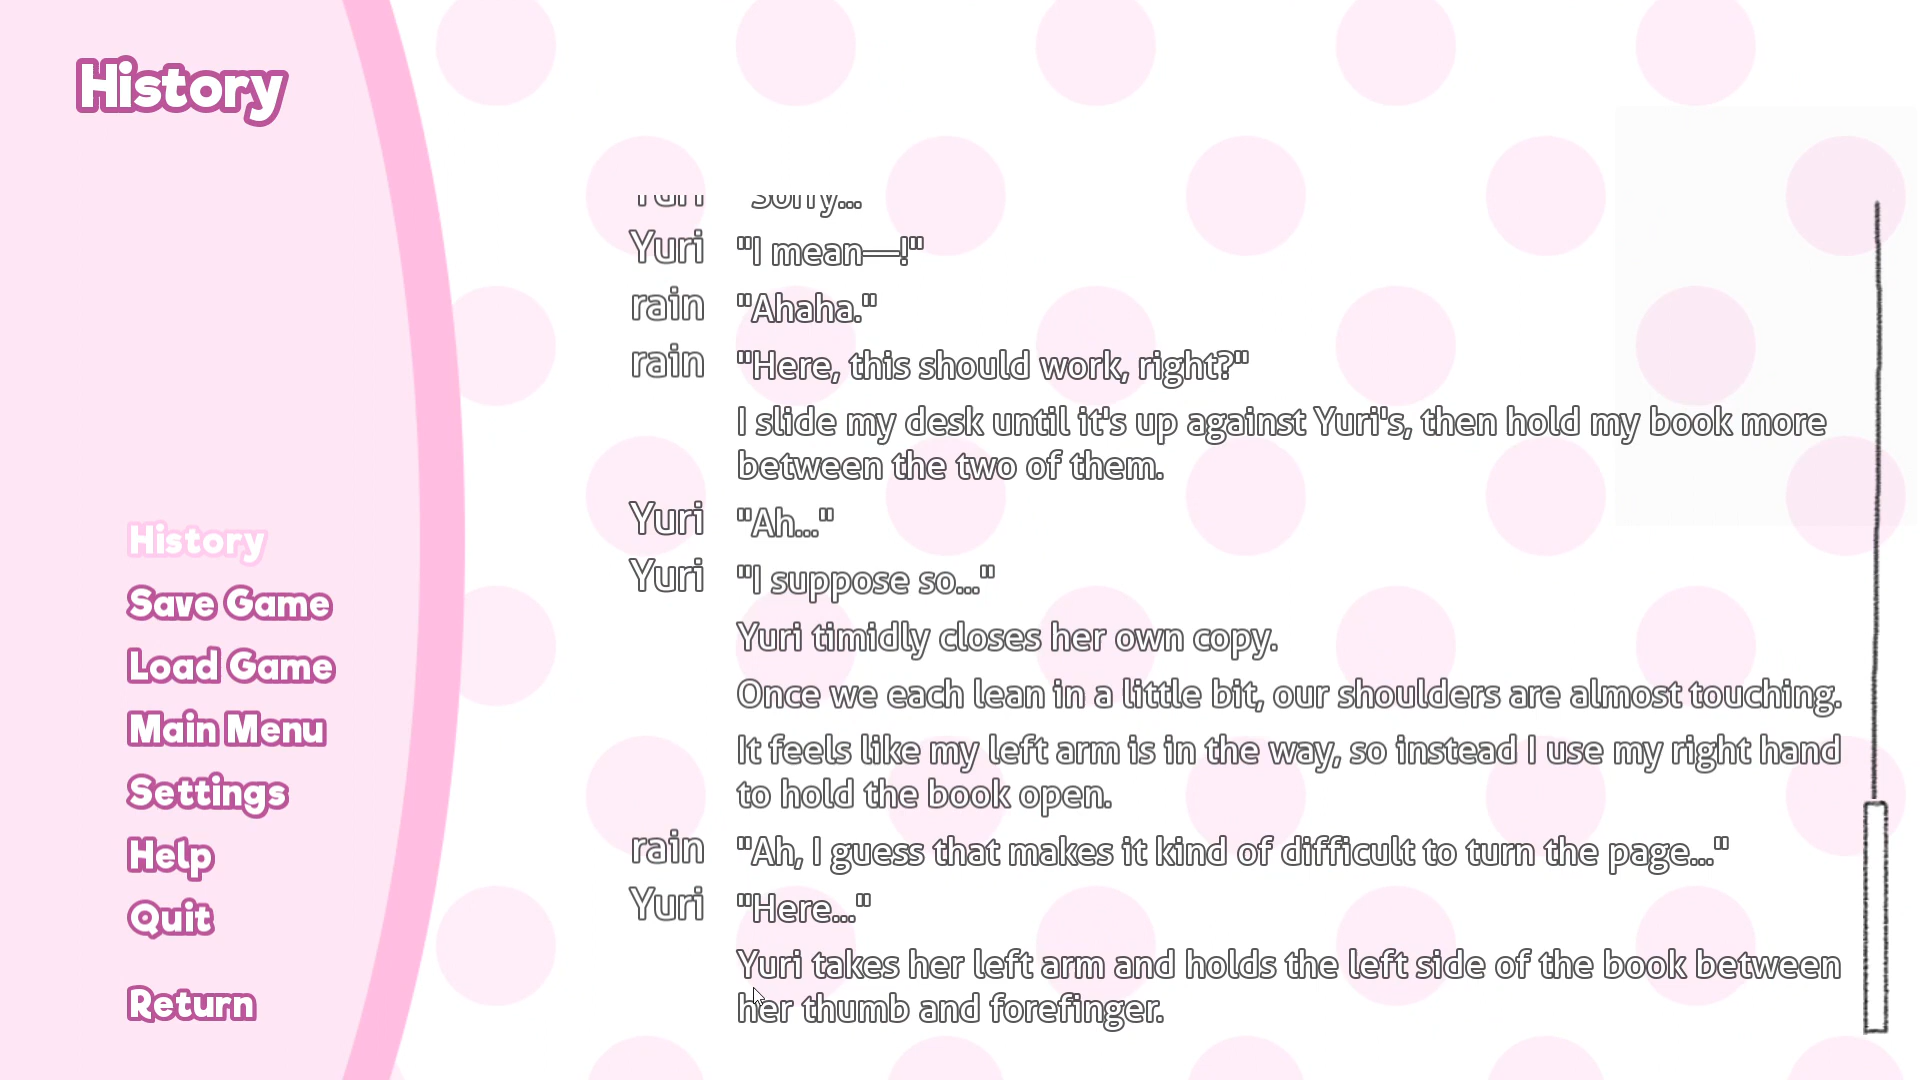 History
Yuri "Sorry...
Yuri "I mean—!"
rain "Ahaha."
rain "Here, this should work, right?"
I slide my desk until it's up against Yuri's, then hold my book more
between the two of them.
Yuri "Ah..."
Yuri "I suppose so..."
Yuri timidly closes her own copy.
Once we each lean in a little bit, our shoulders are almost touching.
It feels like my left arm is in the way, so instead I use my right hand
to hold the book open.
rain "Ah, I guess that makes it kind of difficult to turn the page..."
Yuri "Here..."
Yuri takes her left arm and holds the left side of the book between
her thumb and forefinger.
History
Save Game
Load Game
Main Menu
Settings
Help
Quit
Return